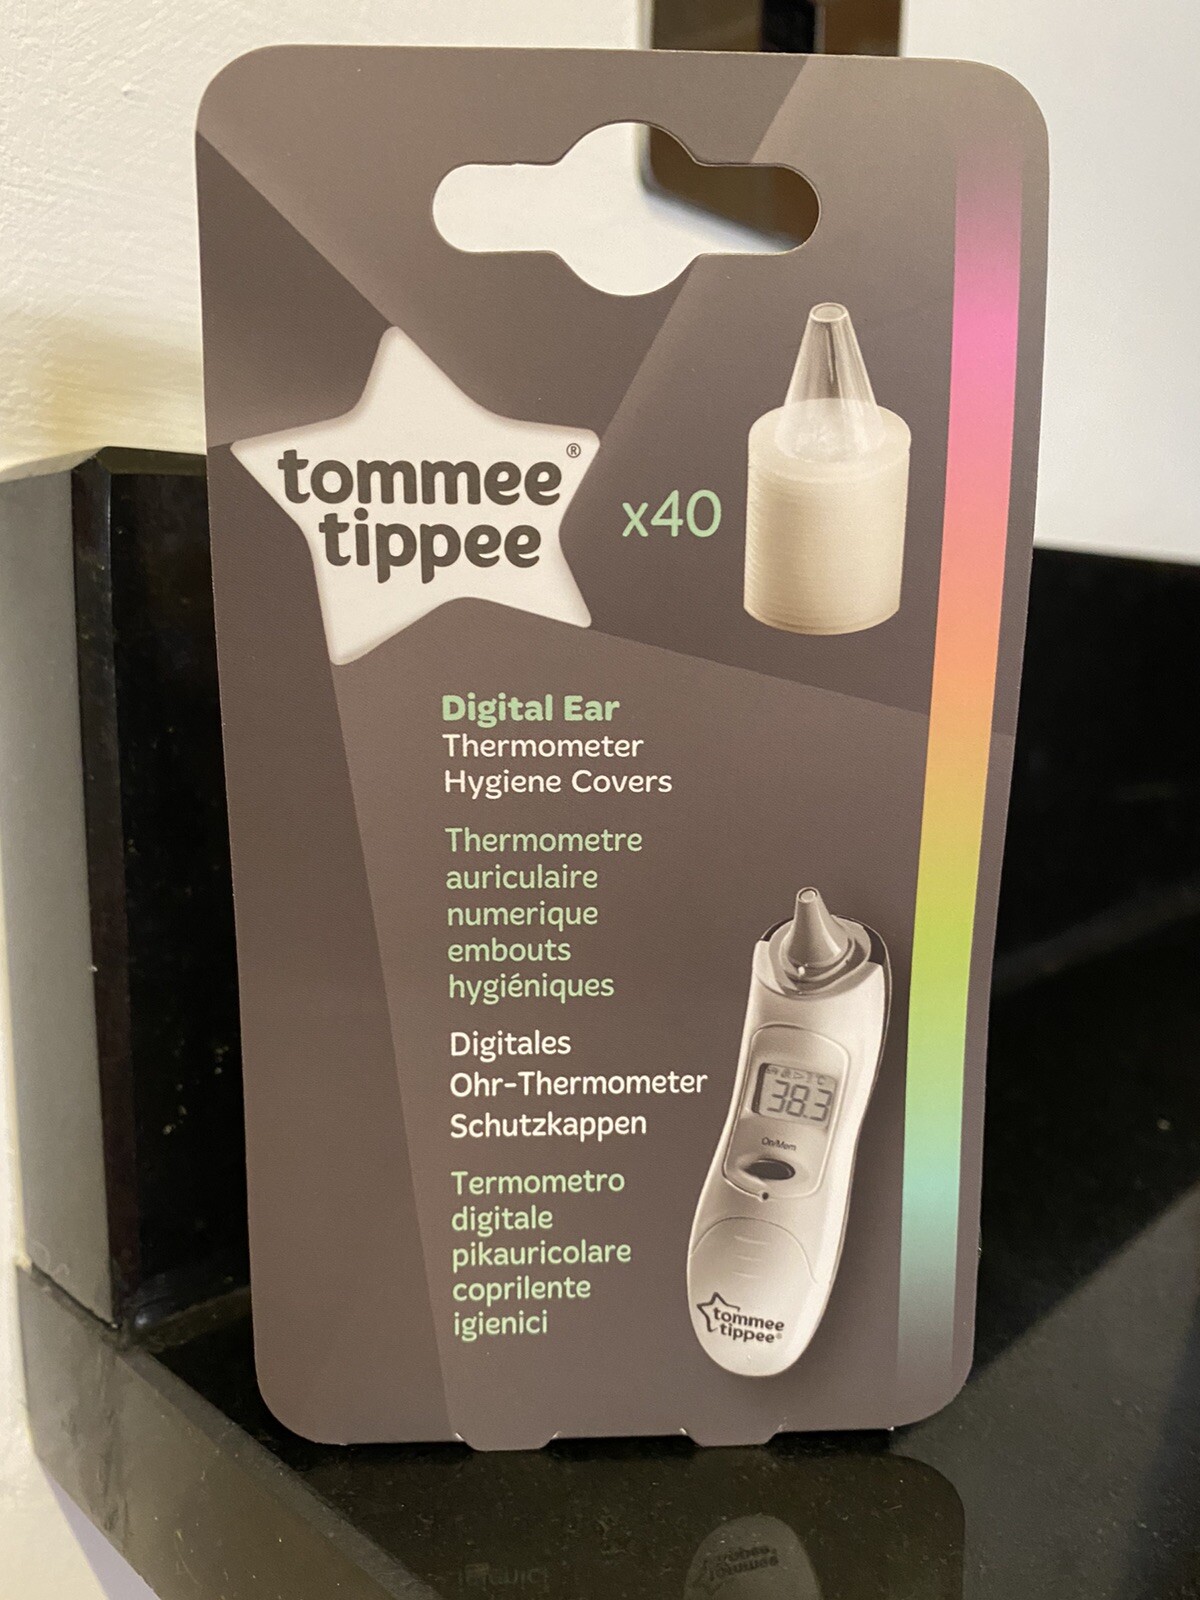 tommee®
tippee
x40
Digital Ear
Thermometer
Hygiene Covers
Thermometre
auriculaire
numerique
embouts
hygiéniques
Digitales
Ohr-Thermometer
Schutzkappen
Termometro
digitale
pikauricolare
coprilente
igienici
°C
38.3
On/Mem
tommee
tippee®